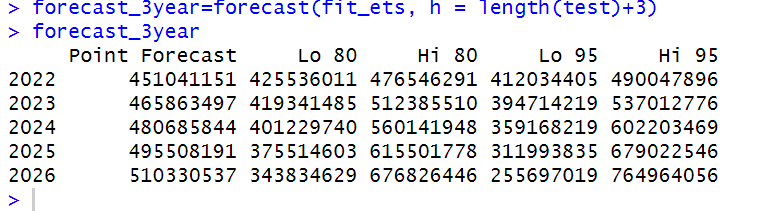 > forecast_3year=forecast(fit_ets, h = length(test)+3)
> forecast_3year
     Point Forecast     Lo 80     Hi 80     Lo 95     Hi 95
2022      451041151 425536011 476546291 412034405 490047896
2023      465863497 419341485 512385510 394714219 537012776
2024      480685844 401229740 560141948 359168219 602203469
2025      495508191 375514603 615501778 311993835 679022546
2026      510330537 343834629 676826446 255697019 764964056
>